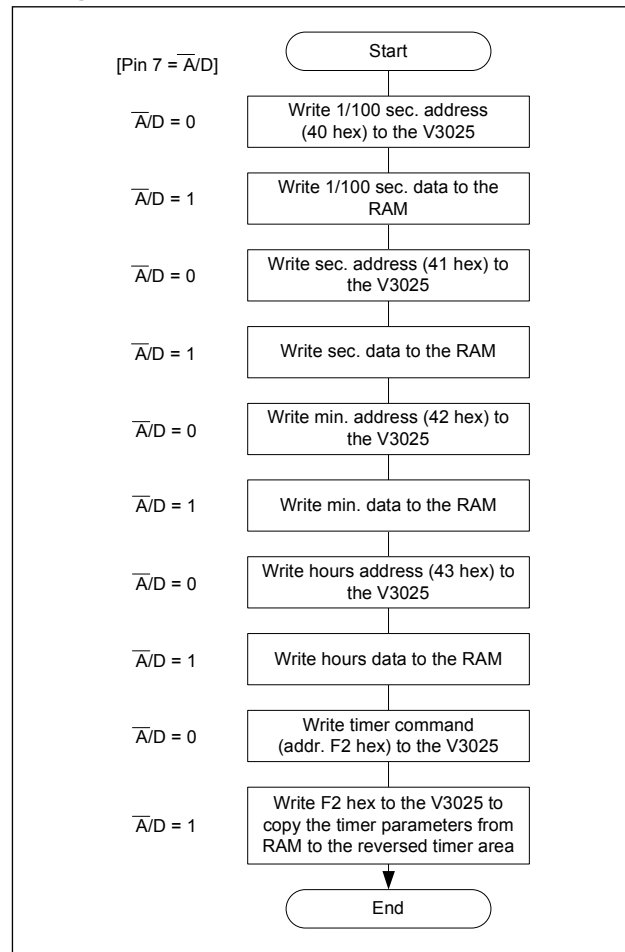 Start
[Pin 7 = A̅/D]
A̅/D = 0
Write 1/100 sec. address
(40 hex) to the V3025
A̅/D = 1
Write 1/100 sec. data to the
RAM
A̅/D = 0
Write sec. address (41 hex) to
the V3025
A̅/D = 1
Write sec. data to the RAM
A̅/D = 0
Write min. address (42 hex) to
the V3025
A̅/D = 1
Write min. data to the RAM
A̅/D = 0
Write hours address (43 hex) to
the V3025
A̅/D = 1
Write hours data to the RAM
A̅/D = 0
Write timer command
(addr. F2 hex) to the V3025
A̅/D = 1
Write F2 hex to the V3025 to
copy the timer parameters from
RAM to the reversed timer area
End